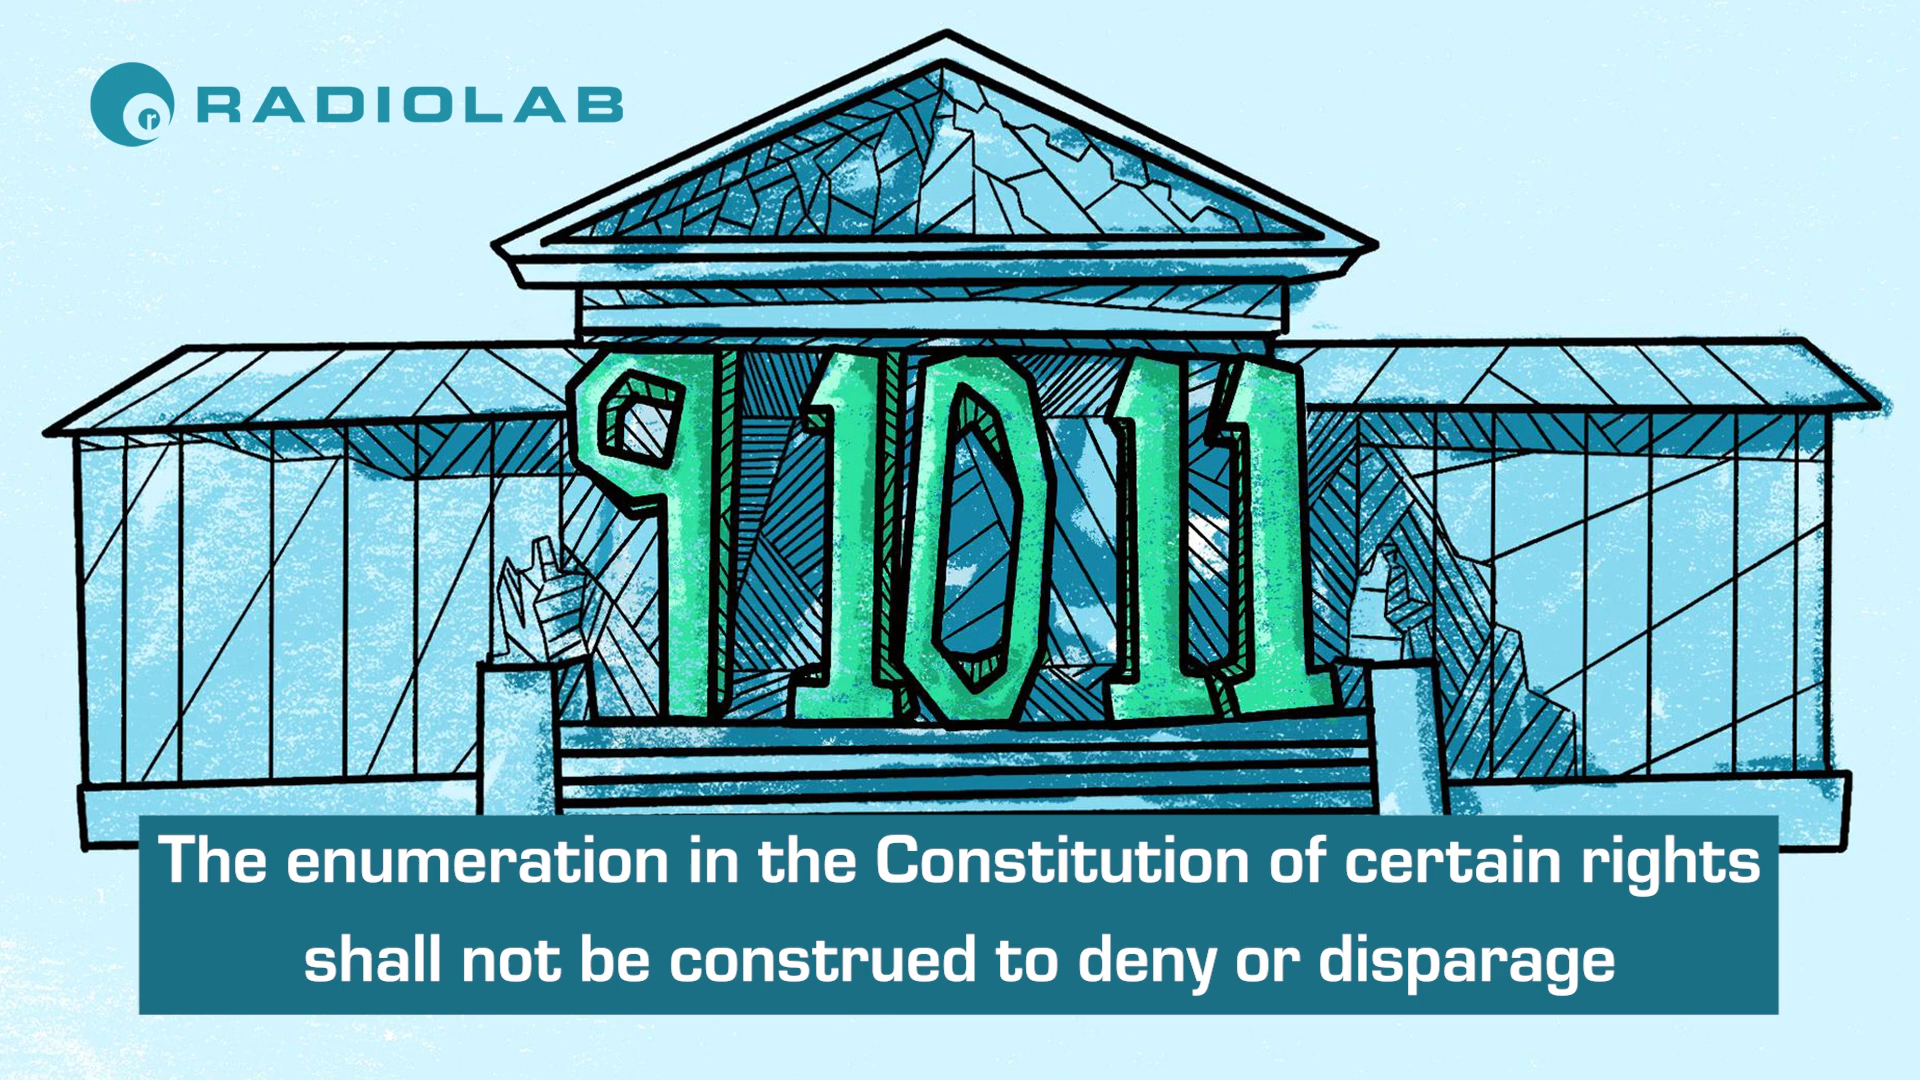 RADIOLAB
9 10 11
The enumeration in the Constitution of certain rights
shall not be construed to deny or disparage